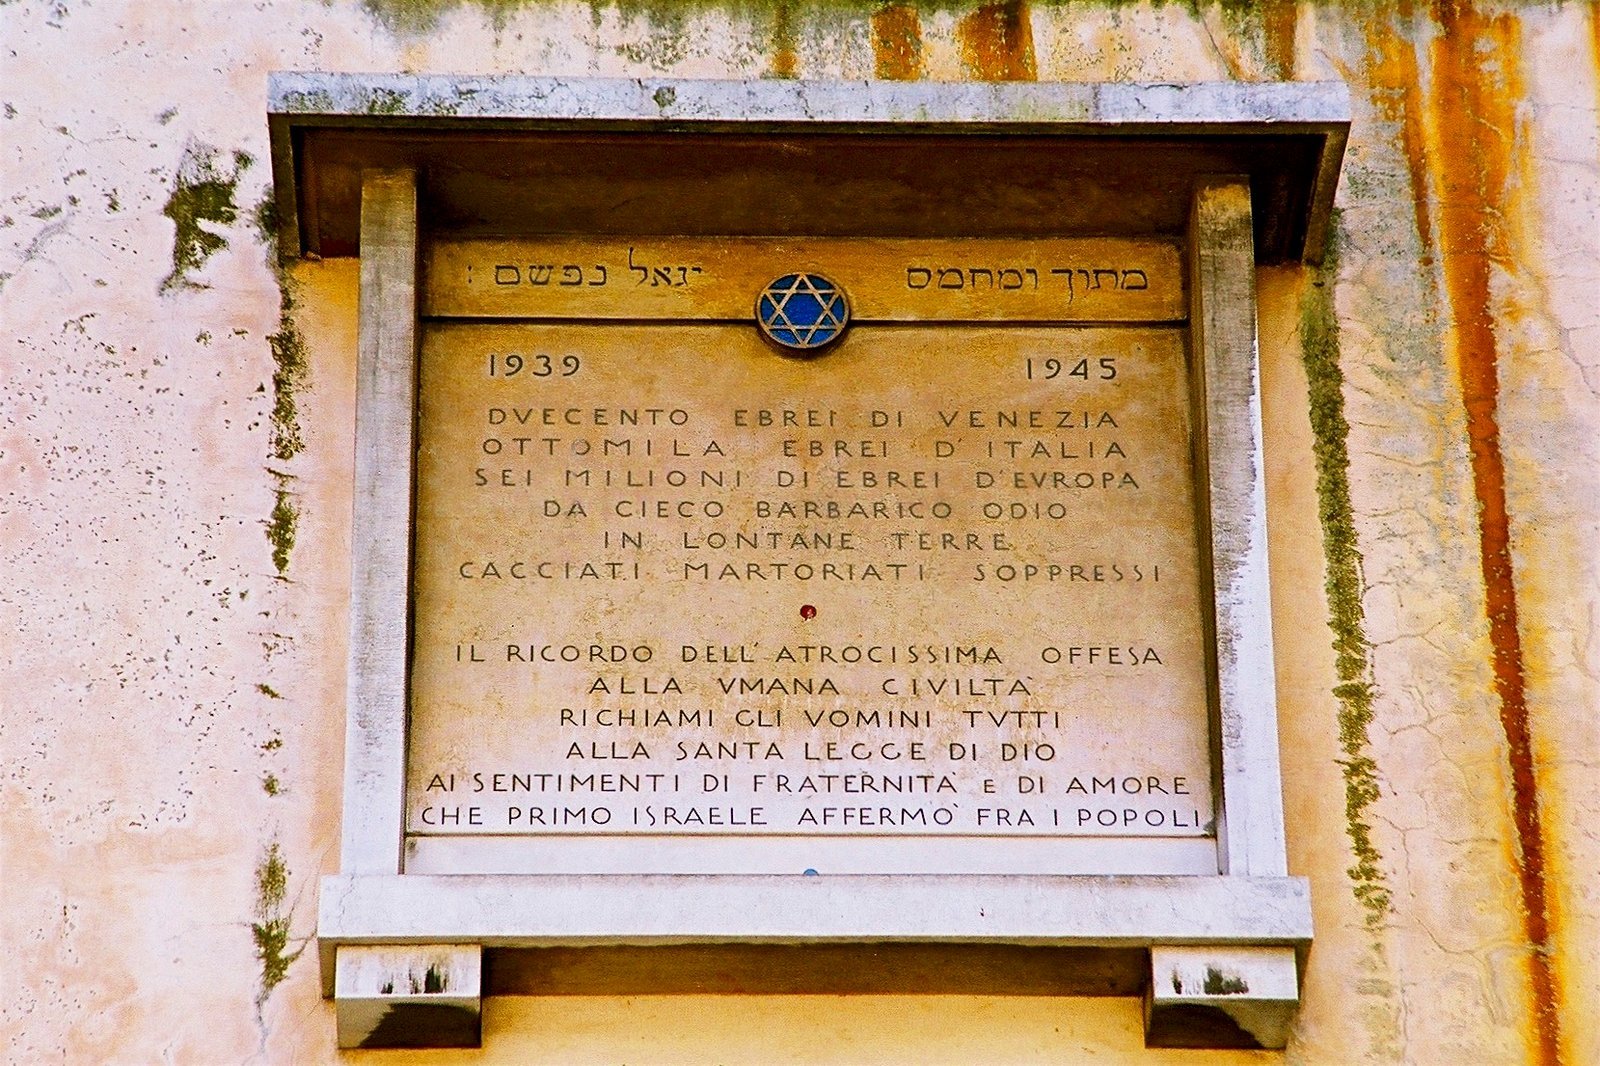 מתוך ומחמס יגאל נפשם :
1939 1945
DVECENTO EBREI DI VENEZIA
OTTOMILA EBREI D'ITALIA
SEI MILIONI DI EBREI D'EVROPA
DA CIECO BARBARICO ODIO
IN LONTANE TERRE
CACCIATI MARTORIATI SOPPRESSI
IL RICORDO DELL'ATROCISSIMA OFFESA
ALLA VMANA CIVILTA'
RICHIAMI GLI VOMINI TVTTI
ALLA SANTA LEGGE DI DIO
AI SENTIMENTI DI FRATERNITA' E DI AMORE
CHE PRIMO ISRAELE AFFERMO' FRA I POPOLI